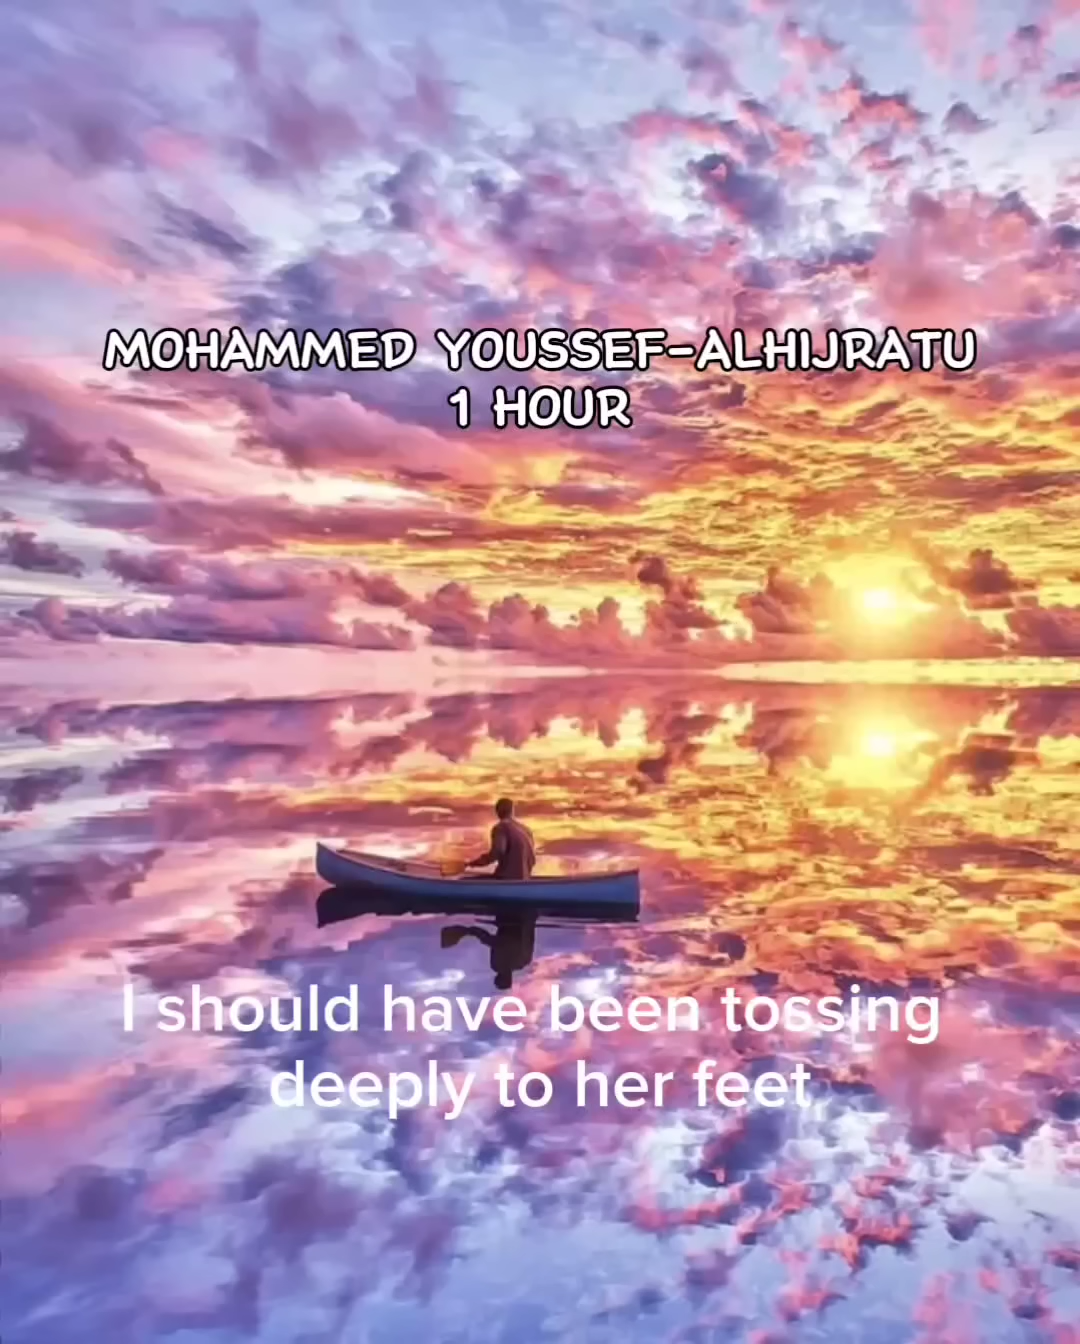 MOHAMMED YOUSSEF-ALHIJRATU
1 HOUR
I should have been tossing
deeply to her feet